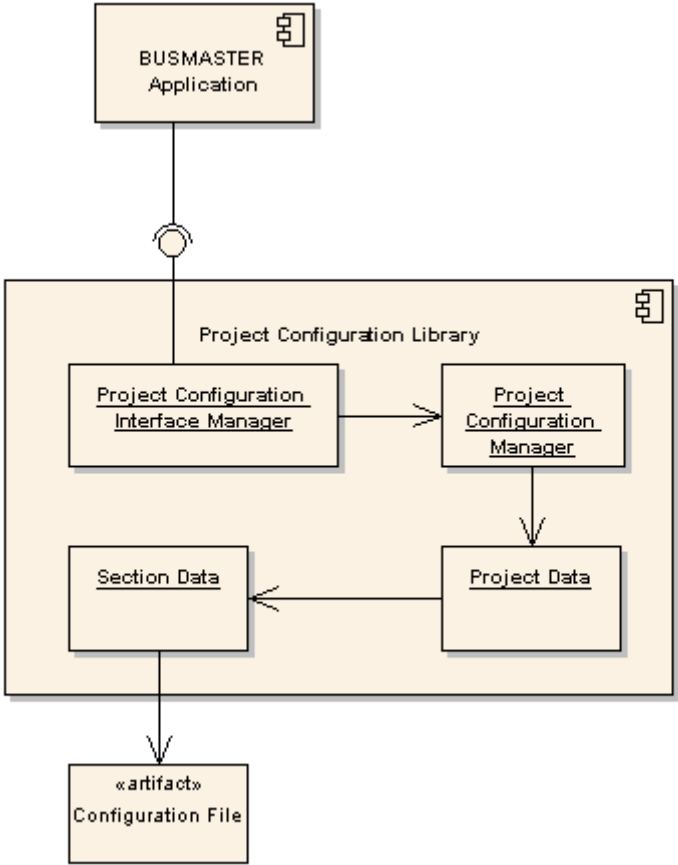 BUSMASTER
Application
Project Configuration Library
Project Configuration
Interface Manager
Project
Configuration
Manager
Section Data
Project Data
«artifact»
Configuration File